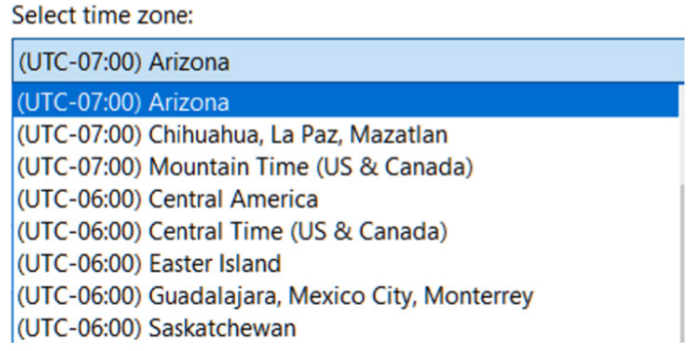 Select time zone:
(UTC-07:00) Arizona
(UTC-07:00) Arizona
(UTC-07:00) Chihuahua, La Paz, Mazatlan
(UTC-07:00) Mountain Time (US & Canada)
(UTC-06:00) Central America
(UTC-06:00) Central Time (US & Canada)
(UTC-06:00) Easter Island
(UTC-06:00) Guadalajara, Mexico City, Monterrey
(UTC-06:00) Saskatchewan